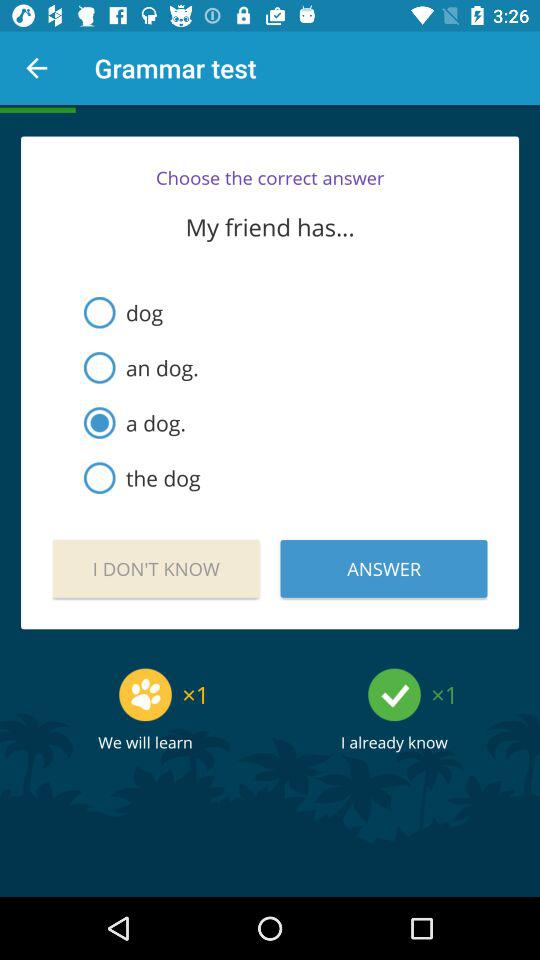 3:26
Grammar test
Choose the correct answer
My friend has...
dog
an dog.
a dog.
the dog
I DON'T KNOW
ANSWER
×1
×1
We will learn
I already know